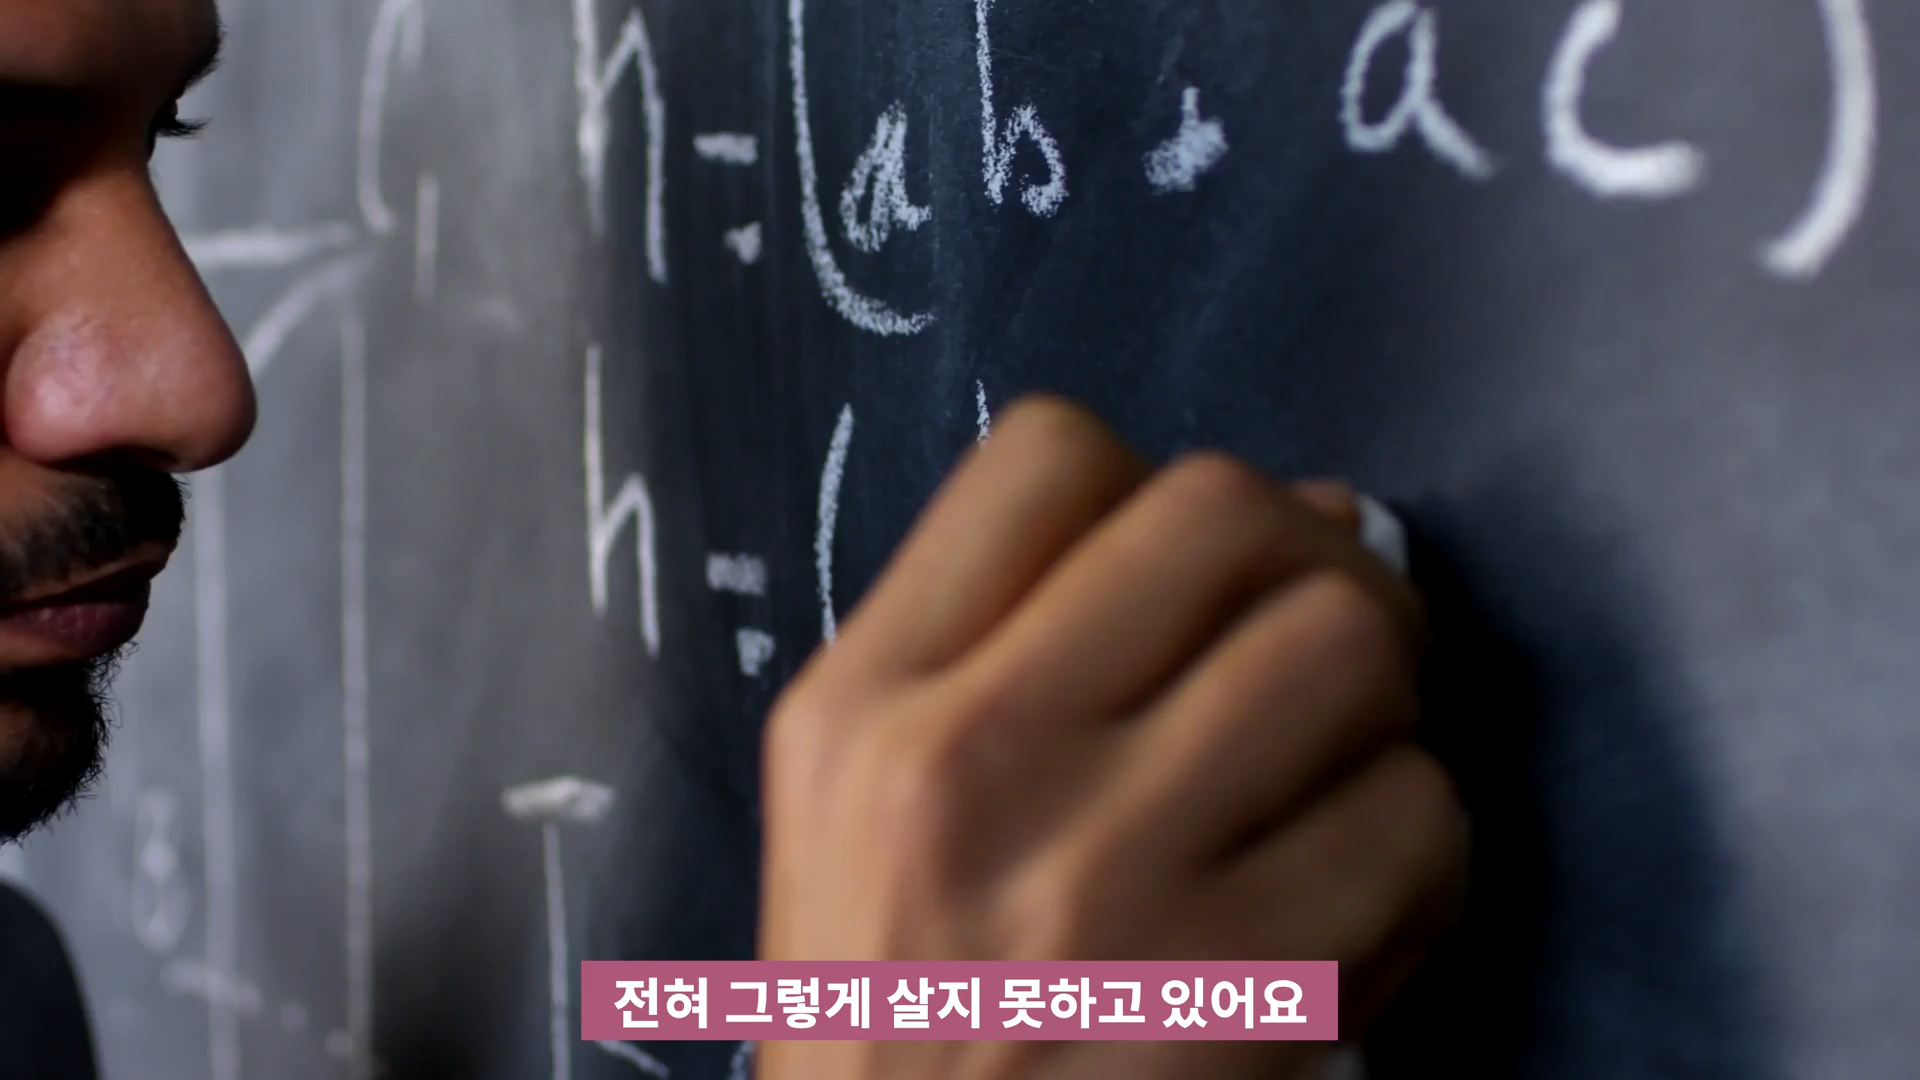 h = (ab · ac)
h = (
전혀 그렇게 살지 못하고 있어요